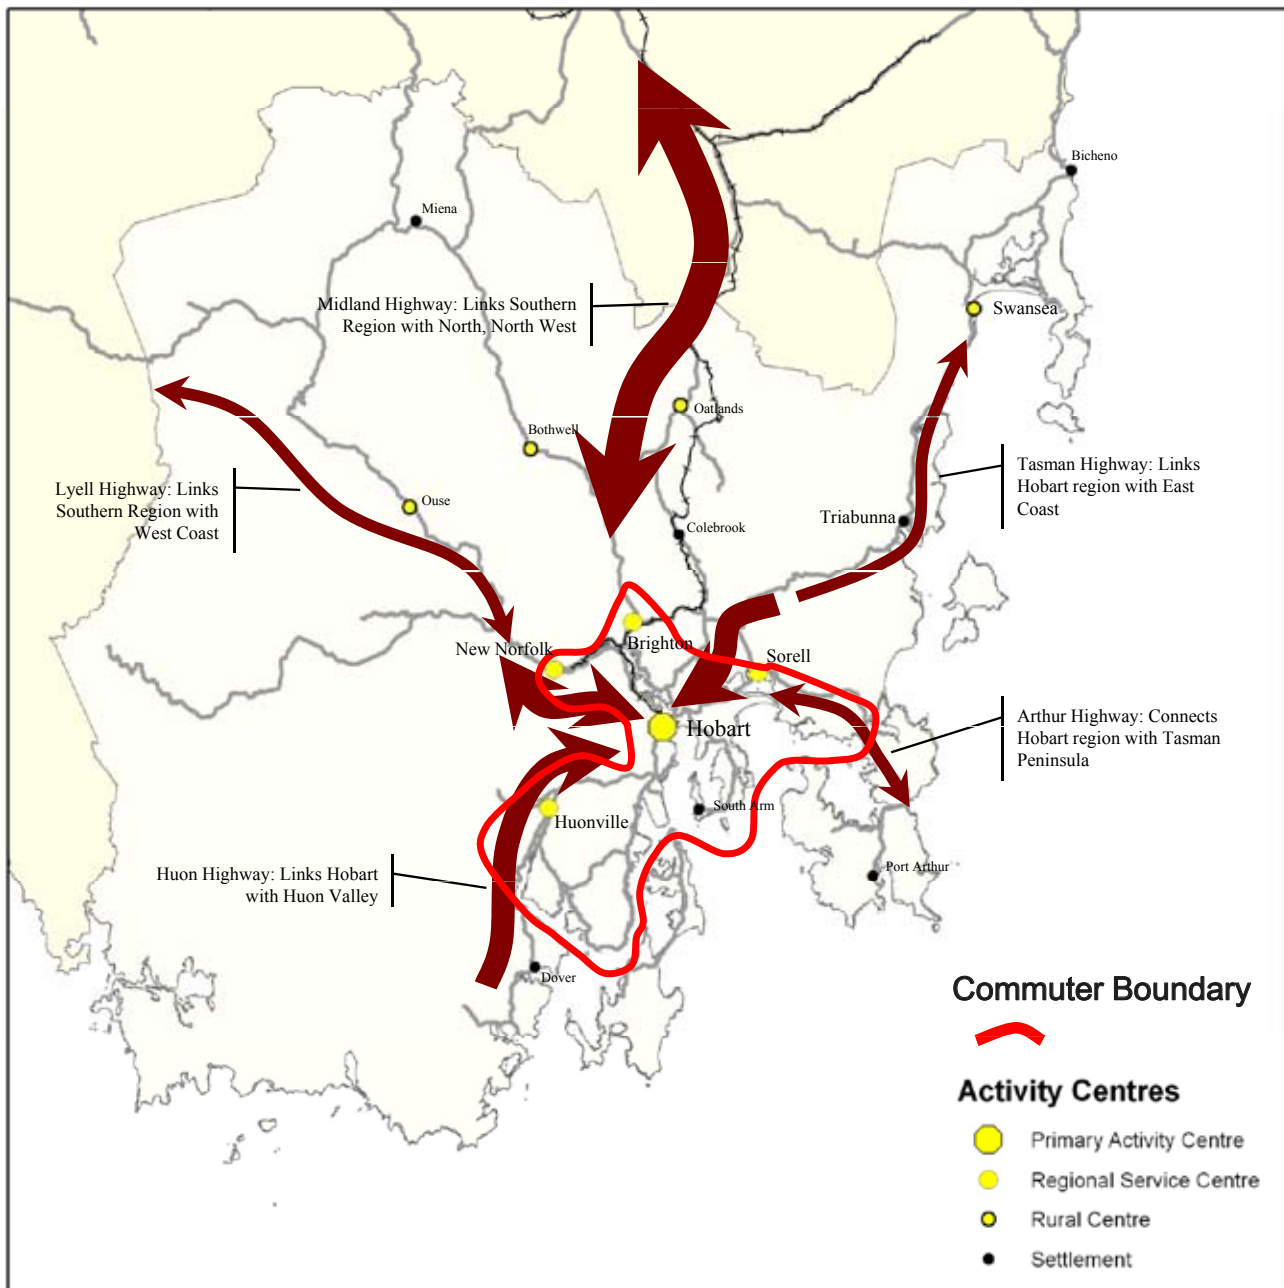 Bicheno
Miena
Midland Highway: Links Southern
Region with North, North West
Swansea
Oatlands
Bothwell
Tasman Highway: Links
Hobart region with East
Coast
Lyell Highway: Links
Southern Region with
West Coast
Ouse
Triabunna
Colebrook
New Norfolk
Brighton
Sorell
Hobart
Arthur Highway: Connects
Hobart region with Tasman
Peninsula
South Arm
Huonville
Huon Highway: Links Hobart
with Huon Valley
Port Arthur
Dover
Commuter Boundary
Activity Centres
Primary Activity Centre
Regional Service Centre
Rural Centre
Settlement